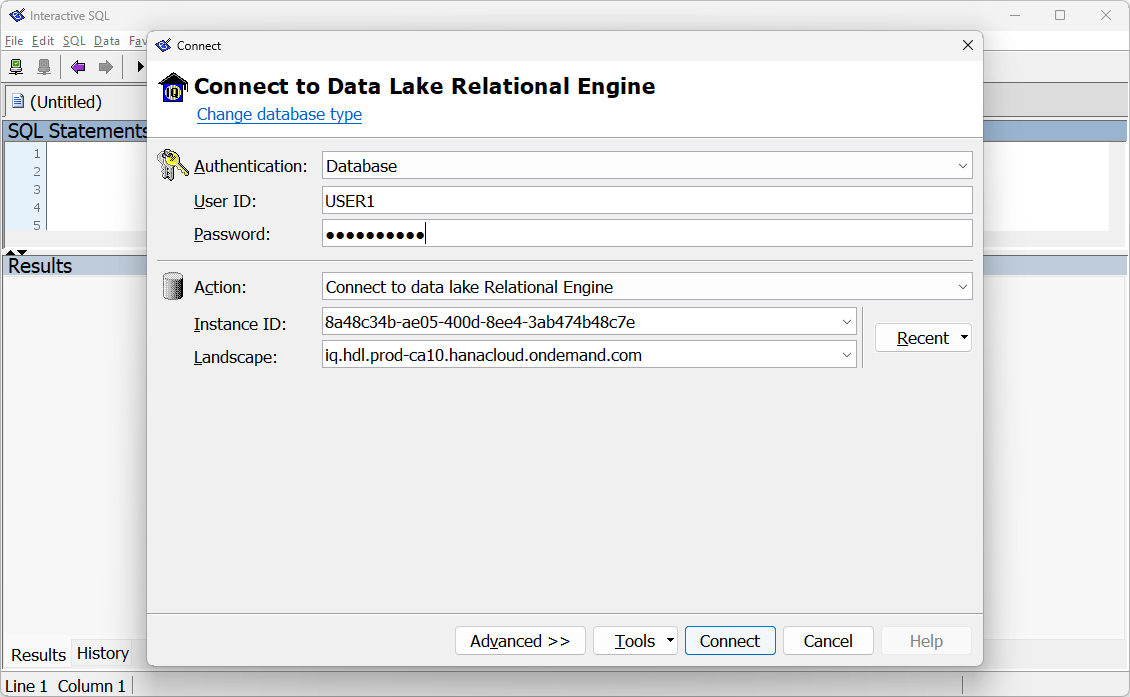 Interactive SQL
File Edit SQL Data Fav
Connect
Connect to Data Lake Relational Engine
Change database type
(Untitled)
SQL Statements
1
2
3
4
5
Authentication: Database
User ID: USER1
Password: ●●●●●●●●●●
Results
Action: Connect to data lake Relational Engine
Instance ID: 8a48c34b-ae05-400d-8ee4-3ab474b48c7e
Landscape: iq.hdl.prod-ca10.hanacloud.ondemand.com
Recent
Advanced >> Tools Connect Cancel Help
Results History
Line 1 Column 1